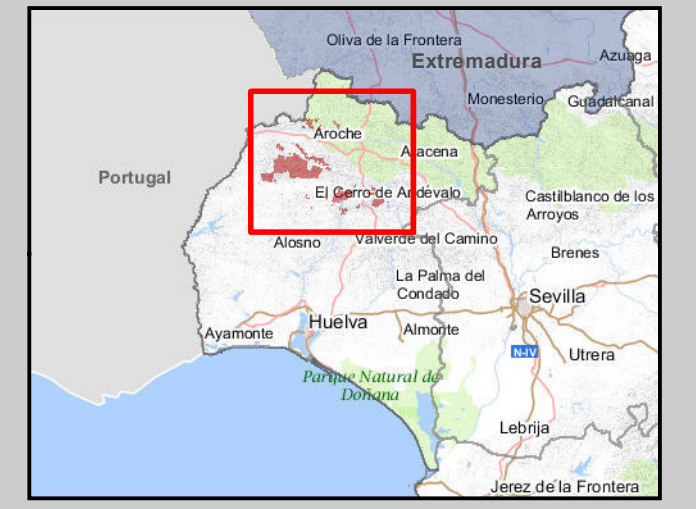 Oliva de la Frontera
Extremadura
Azuaga
Monesterio
Guadalcanal
Aroche
Aracena
Portugal
El Cerro de Andévalo
Castilblanco de los
Arroyos
Alosno
Valverde del Camino
Brenes
La Palma del
Condado
Sevilla
Huelva
Ayamonte
Almonte
N-IV
Utrera
Parque Natural de
Doñana
Lebrija
Jerez de la Frontera